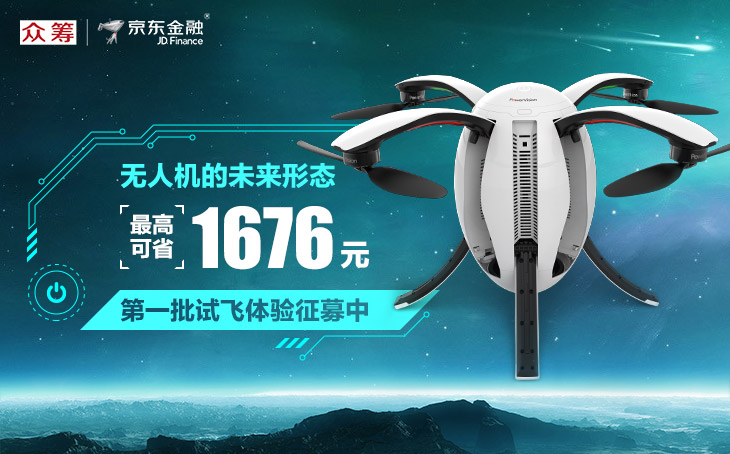 众筹
京东金融®
JD.Finance
PowerVision
无人机的未来形态
最高
可省
1676元
第一批试飞体验征募中